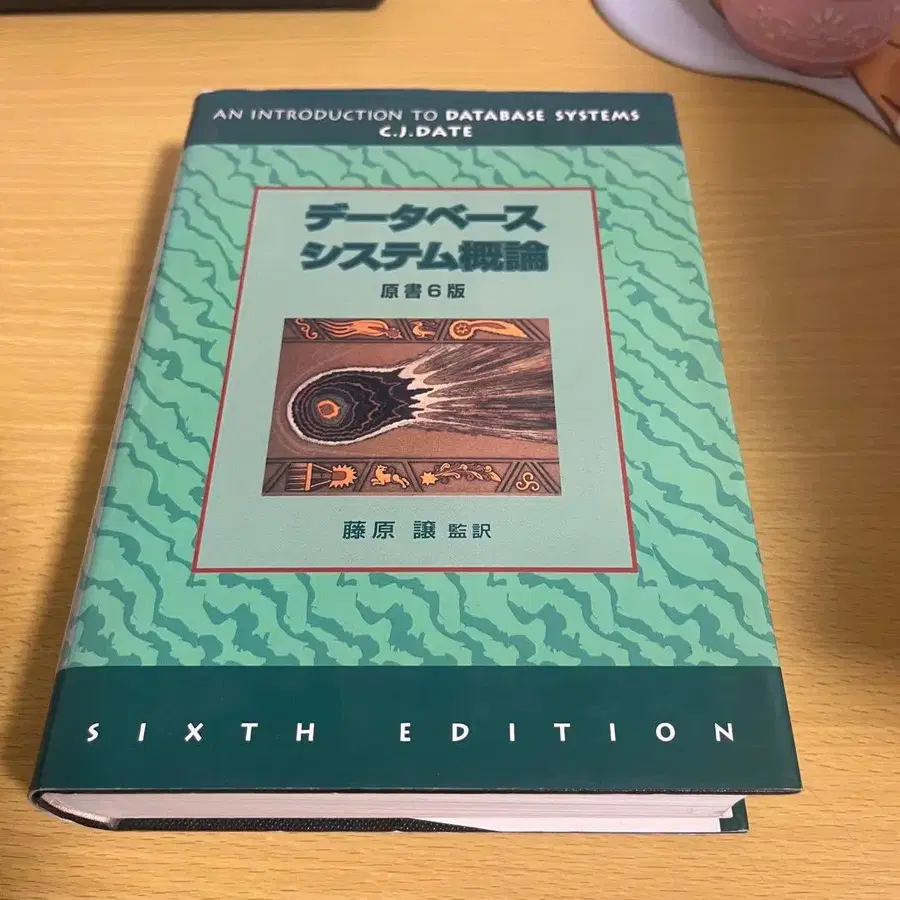 AN INTRODUCTION TO DATABASE SYSTEMS
C.J.DATE
データベース
システム概論
原書6版
藤原 譲 監訳
SIXTH EDITION